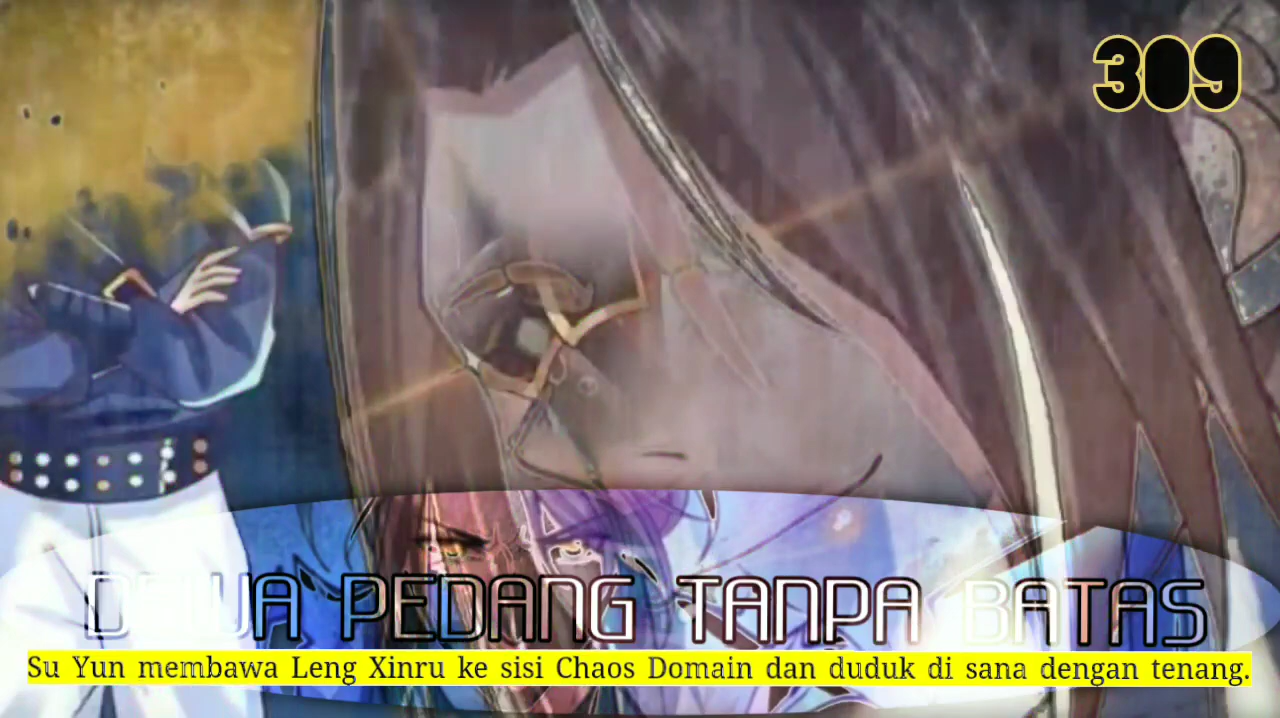 309
DEWA PEDANG TANPA BATAS
Su Yun membawa Leng Xinru ke sisi Chaos Domain dan duduk di sana dengan tenang.